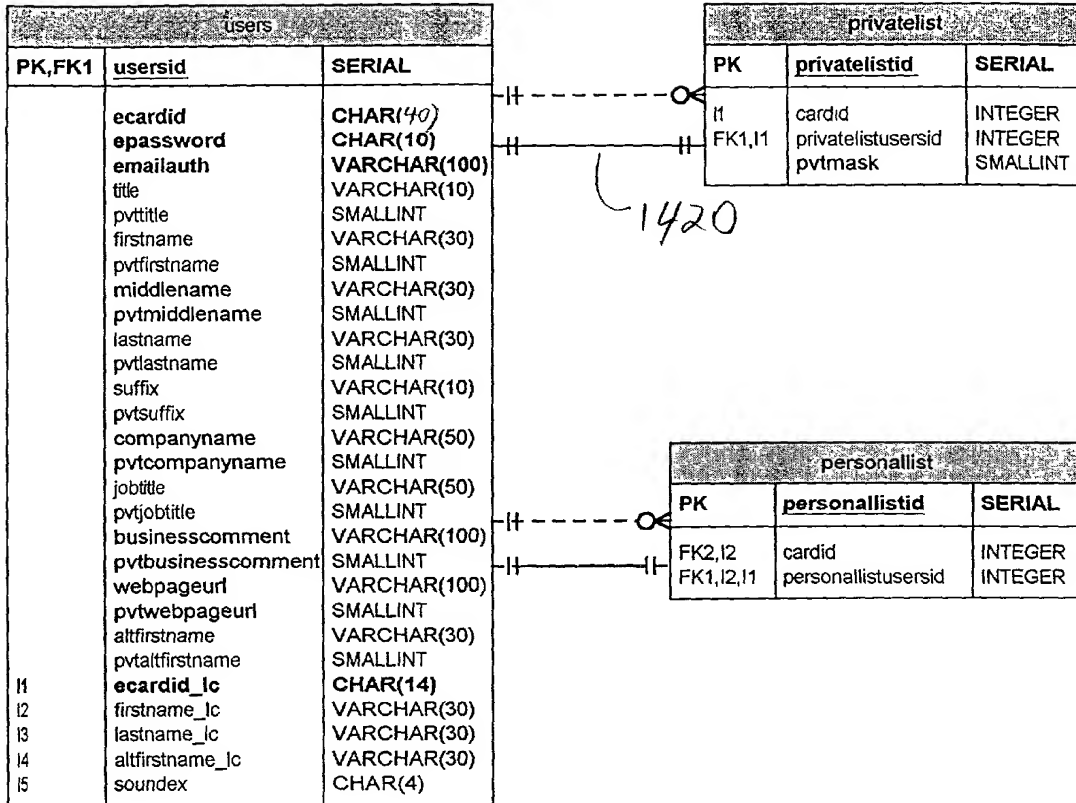 users
PK,FK1 usersid SERIAL
ecardid CHAR(40)
epassword CHAR(10)
emailauth VARCHAR(100)
title VARCHAR(10)
pvttitle SMALLINT
firstname VARCHAR(30)
pvtfirstname SMALLINT
middlename VARCHAR(30)
pvtmiddlename SMALLINT
lastname VARCHAR(30)
pvtlastname SMALLINT
suffix VARCHAR(10)
pvtsuffix SMALLINT
companyname VARCHAR(50)
pvtcompanyname SMALLINT
jobtitle VARCHAR(50)
pvtjobtitle SMALLINT
businesscomment VARCHAR(100)
pvtbusinesscomment SMALLINT
webpageurl VARCHAR(100)
pvtwebpageurl SMALLINT
altfirstname VARCHAR(30)
pvtaltfirstname SMALLINT
I1 ecardid_lc CHAR(14)
I2 firstname_lc VARCHAR(30)
I3 lastname_lc VARCHAR(30)
I4 altfirstname_lc VARCHAR(30)
I5 soundex CHAR(4)
privatelist
PK privatelistid SERIAL
I1 cardid INTEGER
FK1,I1 privatelistusersid INTEGER
pvtmask SMALLINT
1420
personallist
PK personallistid SERIAL
FK2,I2 cardid INTEGER
FK1,I2,I1 personallistusersid INTEGER